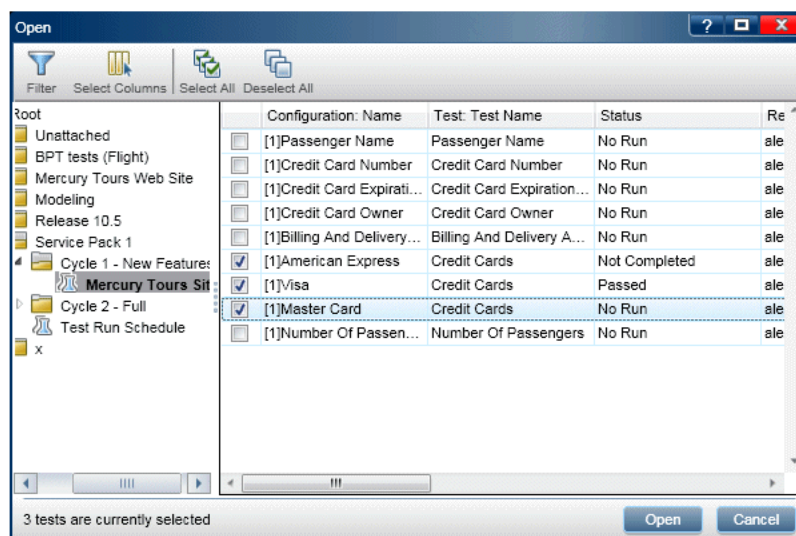 Open
?
X
Filter Select Columns Select All Deselect All
Root
Unattached
BPT tests (Flight)
Mercury Tours Web Site
Modeling
Release 10.5
Service Pack 1
Cycle 1 - New Features
Mercury Tours Sit
Cycle 2 - Full
Test Run Schedule
x
Configuration: Name Test: Test Name Status Re
[1]Passenger Name Passenger Name No Run ale
[1]Credit Card Number Credit Card Number No Run ale
[1]Credit Card Expirati... Credit Card Expiration... No Run ale
[1]Credit Card Owner Credit Card Owner No Run ale
[1]Billing And Delivery... Billing And Delivery A... No Run ale
[1]American Express Credit Cards Not Completed ale
[1]Visa Credit Cards Passed ale
[1]Master Card Credit Cards No Run ale
[1]Number Of Passen... Number Of Passengers No Run ale
3 tests are currently selected
Open Cancel